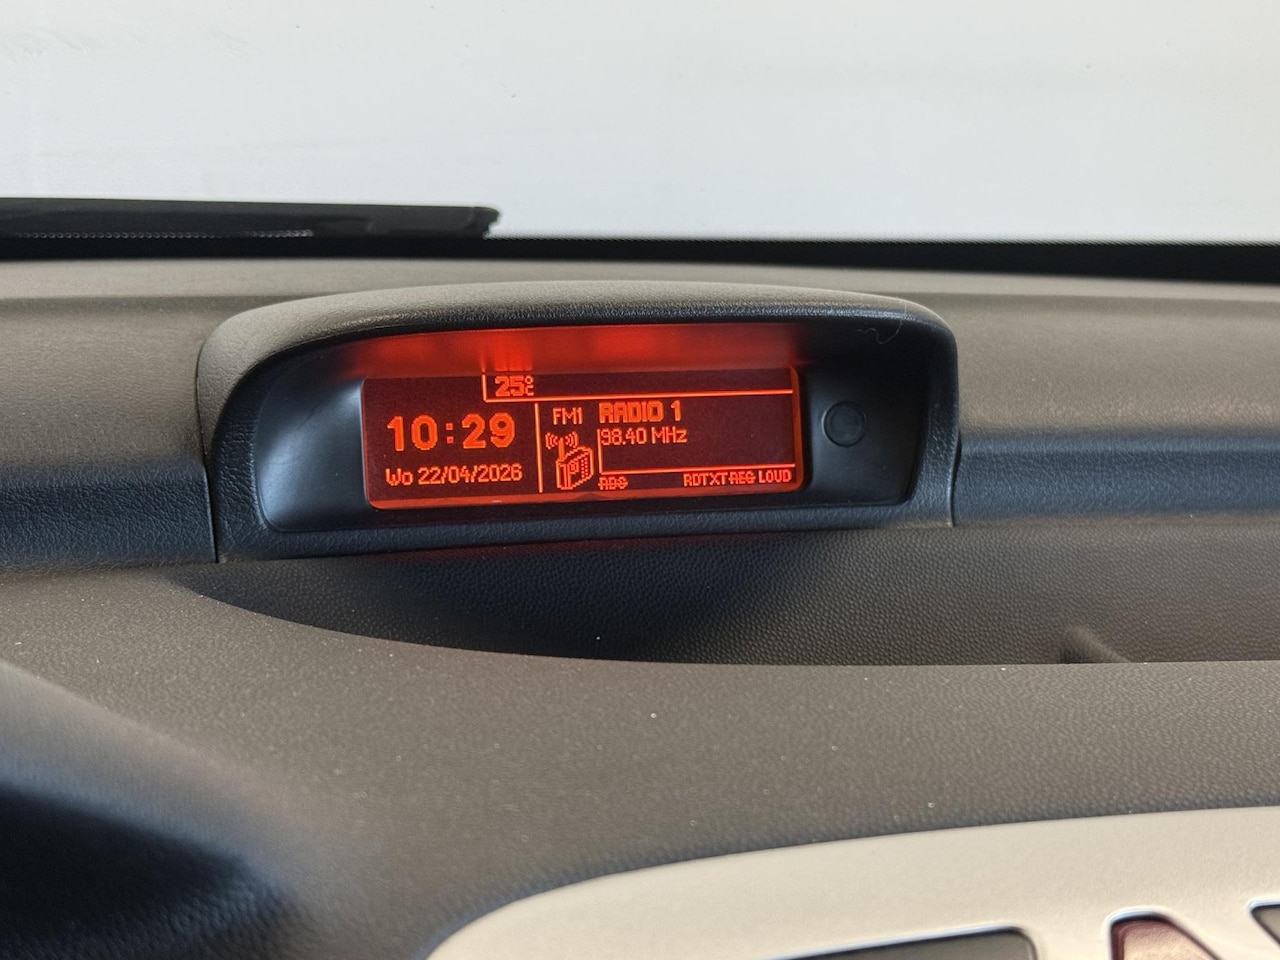 25°C
10:29
Wo 22/04/2026
FM1 RADIO 1
98.40 MHz
RDS RDTXT REG LOUD